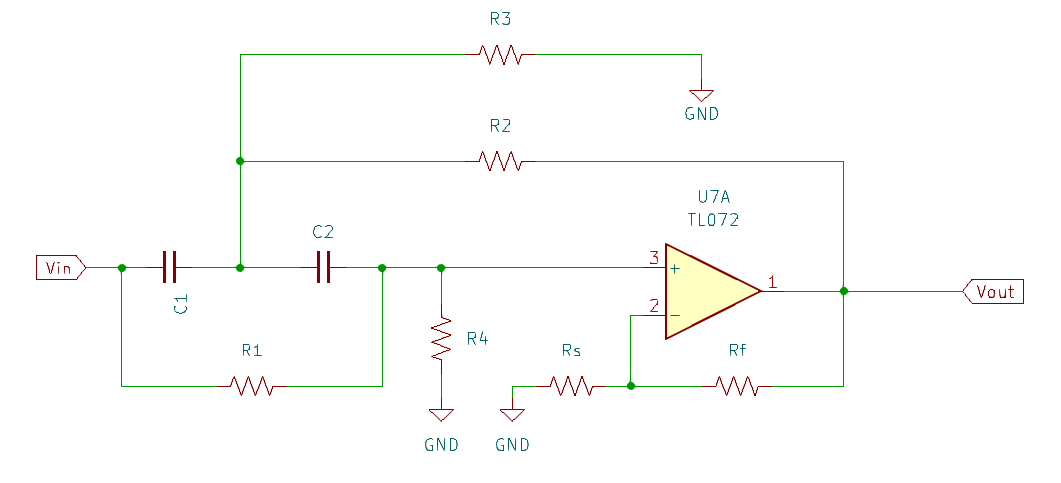 R3
GND
R2
U7A
TL072
C2
Vin
3
+
1
Vout
C1
2
−
R4
R1
Rs
Rf
GND
GND